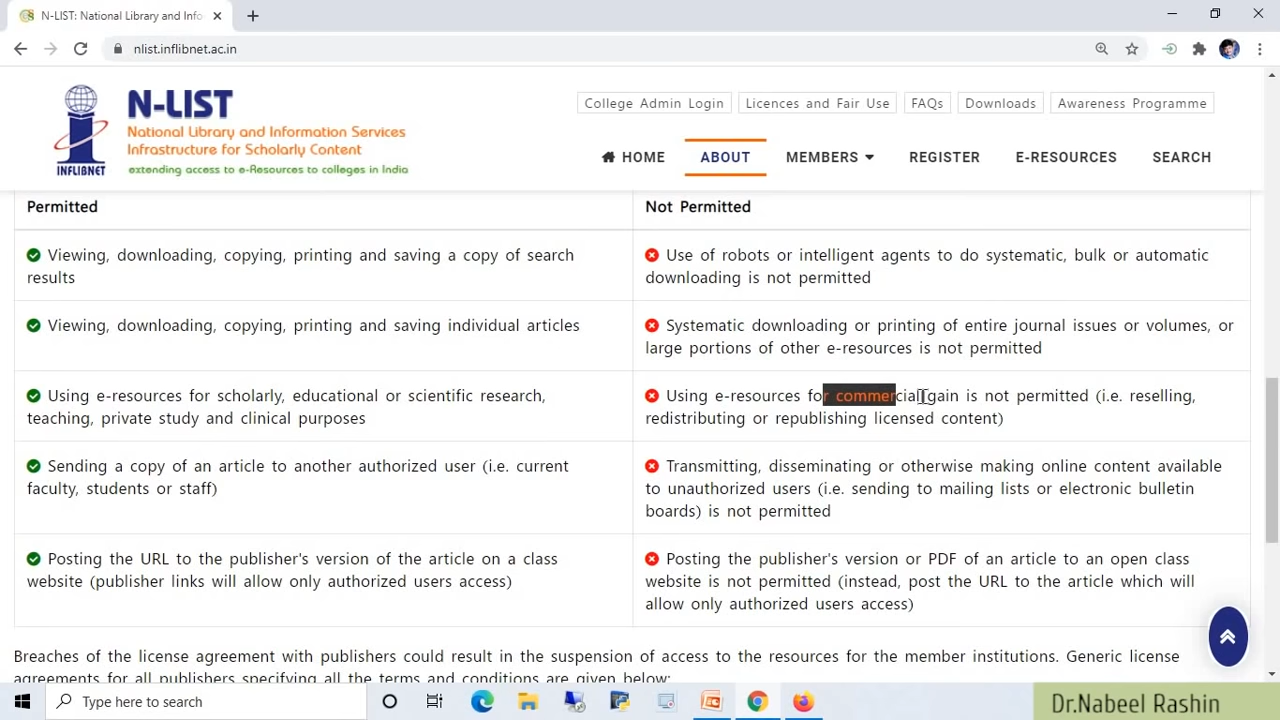 N-LIST: National Library and Info
nlist.inflibnet.ac.in
INFLIBNET
N-LIST
National Library and Information Services
Infrastructure for Scholarly Content
extending access to e-Resources to colleges in India
College Admin Login
Licences and Fair Use
FAQs
Downloads
Awareness Programme
HOME
ABOUT
MEMBERS
REGISTER
E-RESOURCES
SEARCH
Permitted
Not Permitted
Viewing, downloading, copying, printing and saving a copy of search
results
Use of robots or intelligent agents to do systematic, bulk or automatic
downloading is not permitted
Viewing, downloading, copying, printing and saving individual articles
Systematic downloading or printing of entire journal issues or volumes, or
large portions of other e-resources is not permitted
Using e-resources for scholarly, educational or scientific research,
teaching, private study and clinical purposes
Using e-resources for commercial gain is not permitted (i.e. reselling,
redistributing or republishing licensed content)
Sending a copy of an article to another authorized user (i.e. current
faculty, students or staff)
Transmitting, disseminating or otherwise making online content available
to unauthorized users (i.e. sending to mailing lists or electronic bulletin
boards) is not permitted
Posting the URL to the publisher's version of the article on a class
website (publisher links will allow only authorized users access)
Posting the publisher's version or PDF of an article to an open class
website is not permitted (instead, post the URL to the article which will
allow only authorized users access)
Breaches of the license agreement with publishers could result in the suspension of access to the resources for the member institutions. Generic license
agreements for all publishers specifying all the terms and conditions are given below:
Type here to search
Dr.Nabeel Rashin